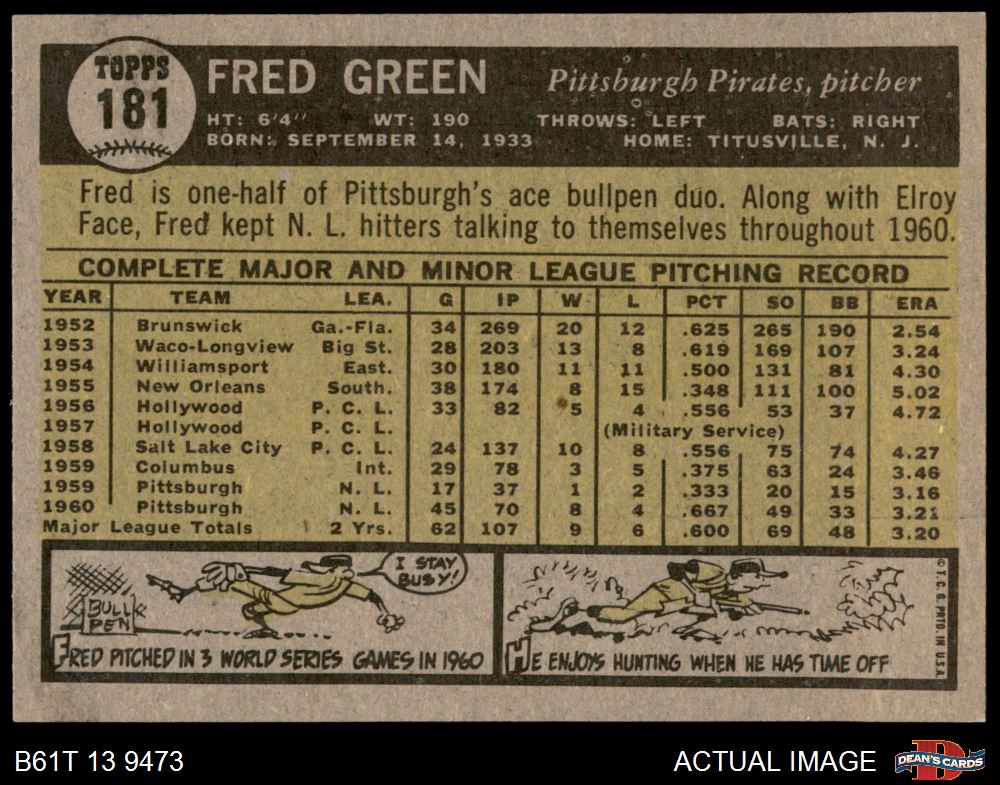 TOPPS
181
FRED GREEN Pittsburgh Pirates, pitcher
HT: 6'4" WT: 190 THROWS: LEFT BATS: RIGHT
BORN: SEPTEMBER 14, 1933 HOME: TITUSVILLE, N. J.
Fred is one-half of Pittsburgh's ace bullpen duo. Along with Elroy
Face, Fred kept N. L. hitters talking to themselves throughout 1960.
COMPLETE MAJOR AND MINOR LEAGUE PITCHING RECORD
YEAR TEAM LEA. G IP W L PCT SO BB ERA
1952 Brunswick Ga.-Fla. 34 269 20 12 .625 265 190 2.54
1953 Waco-Longview Big St. 28 203 13 8 .619 169 107 3.24
1954 Williamsport East. 30 180 11 11 .500 131 81 4.30
1955 New Orleans South. 38 174 8 15 .348 111 100 5.02
1956 Hollywood P. C. L. 33 82 5 4 .556 53 37 4.72
1957 Hollywood P. C. L. (Military Service)
1958 Salt Lake City P. C. L. 24 137 10 8 .556 75 74 4.27
1959 Columbus Int. 29 78 3 5 .375 63 24 3.46
1959 Pittsburgh N. L. 17 37 1 2 .333 20 15 3.16
1960 Pittsburgh N. L. 45 70 8 4 .667 49 33 3.21
Major League Totals 2 Yrs. 62 107 9 6 .600 69 48 3.20
I STAY
BUSY!
BULL
PEN
FRED PITCHED IN 3 WORLD SERIES GAMES IN 1960
HE ENJOYS HUNTING WHEN HE HAS TIME OFF
© T. C. G. PRTD. IN U.S.A.
B61T 13 9473 ACTUAL IMAGE DEAN'S CARDS